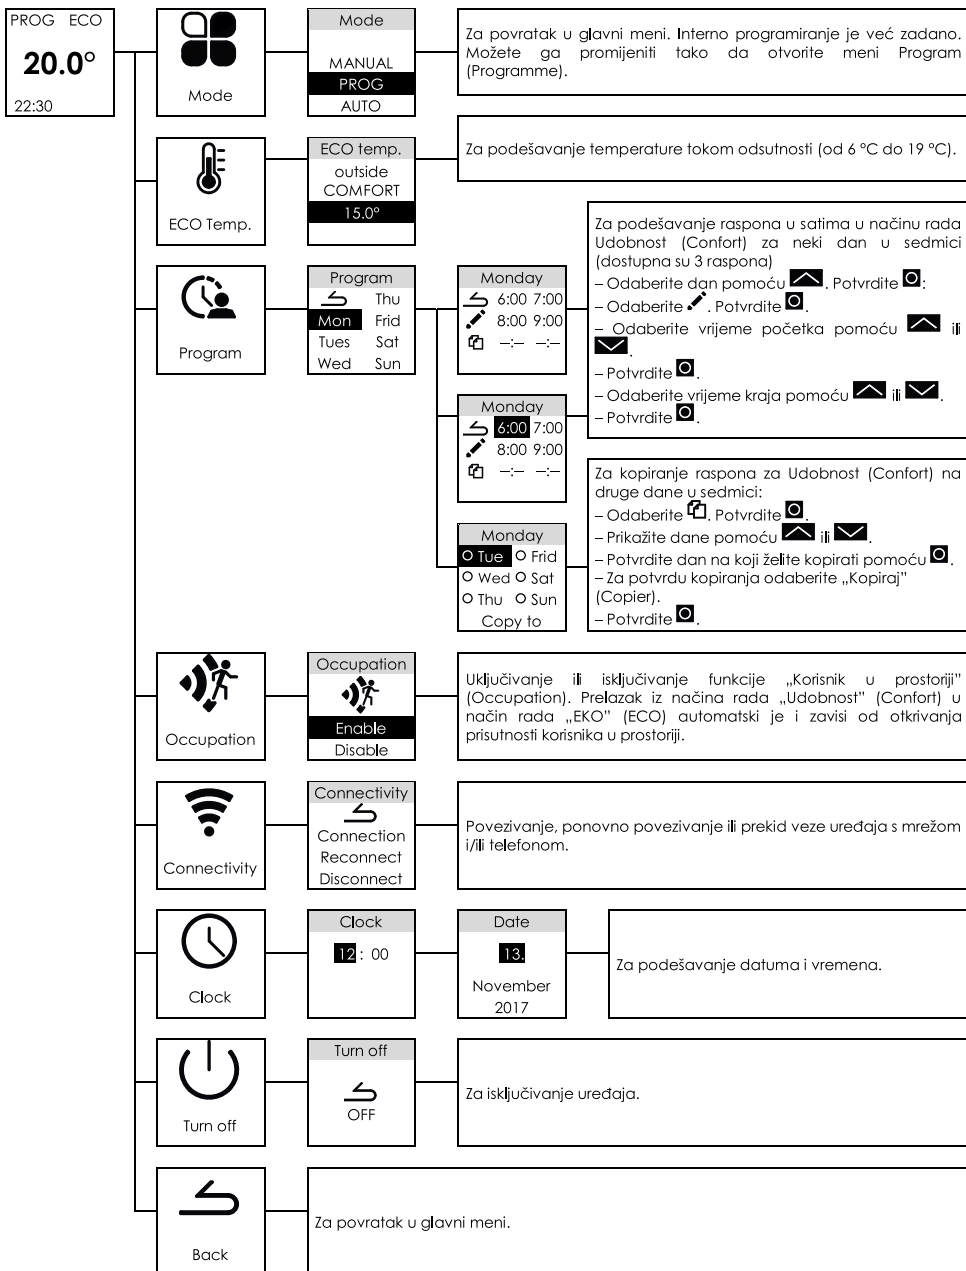 PROG ECO
20.0°
22:30
Mode
Mode
MANUAL
PROG
AUTO
Za povratak u glavni meni. Interno programiranje je već zadano.
Možete ga promijeniti tako da otvorite meni Program
(Programme).
ECO Temp.
ECO temp.
outside
COMFORT
15.0°
Za podešavanje temperature tokom odsutnosti (od 6 °C do 19 °C).
Program
Program
Thu
Mon Frid
Tues Sat
Wed Sun
Monday
6:00 7:00
8:00 9:00
–:– –:–
Monday
6:00 7:00
8:00 9:00
–:– –:–
Za podešavanje raspona u satima u načinu rada
Udobnost (Confort) za neki dan u sedmici
(dostupna su 3 raspona)
– Odaberite dan pomoću . Potvrdite :
– Odaberite . Potvrdite .
– Odaberite vrijeme početka pomoću ili
.
– Potvrdite .
– Odaberite vrijeme kraja pomoću ili .
– Potvrdite .
Monday
Tue Frid
Wed Sat
Thu Sun
Copy to
Za kopiranje raspona za Udobnost (Confort) na
druge dane u sedmici:
– Odaberite . Potvrdite .
– Prikažite dane pomoću ili .
– Potvrdite dan na koji želite kopirati pomoću .
– Za potvrdu kopiranja odaberite „Kopiraj”
(Copier).
– Potvrdite .
Occupation
Occupation
Enable
Disable
Uključivanje ili isključivanje funkcije „Korisnik u prostoriji”
(Occupation). Prelazak iz načina rada „Udobnost” (Confort) u
način rada „EKO” (ECO) automatski je i zavisi od otkrivanja
prisutnosti korisnika u prostoriji.
Connectivity
Connectivity
Connection
Reconnect
Disconnect
Povezivanje, ponovno povezivanje ili prekid veze uređaja s mrežom
i/ili telefonom.
Clock
Clock
12 : 00
Date
13.
November
2017
Za podešavanje datuma i vremena.
Turn off
Turn off
OFF
Za isključivanje uređaja.
Back
Za povratak u glavni meni.